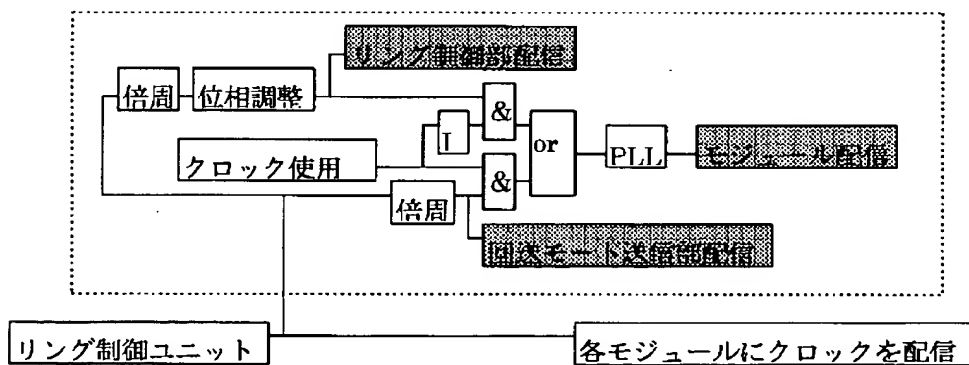 リング制御部配信
倍周
位相調整
&
I
or
PLL
モジュール配信
クロック使用
&
倍周
回送モート送信部配信
リング制御ユニット
各モジュールにクロックを配信